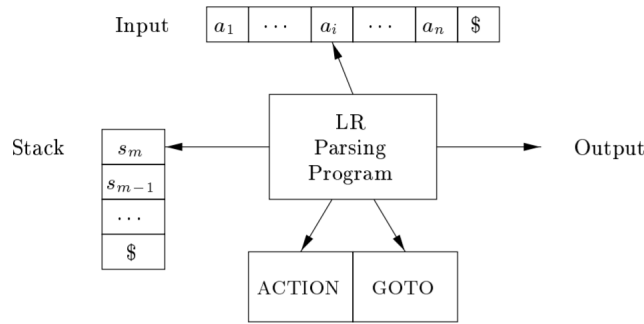 Input a₁ ⋯ aᵢ ⋯ aₙ $
LR
Parsing
Program
Stack
sₘ
sₘ₋₁
⋯
$
Output
ACTION GOTO